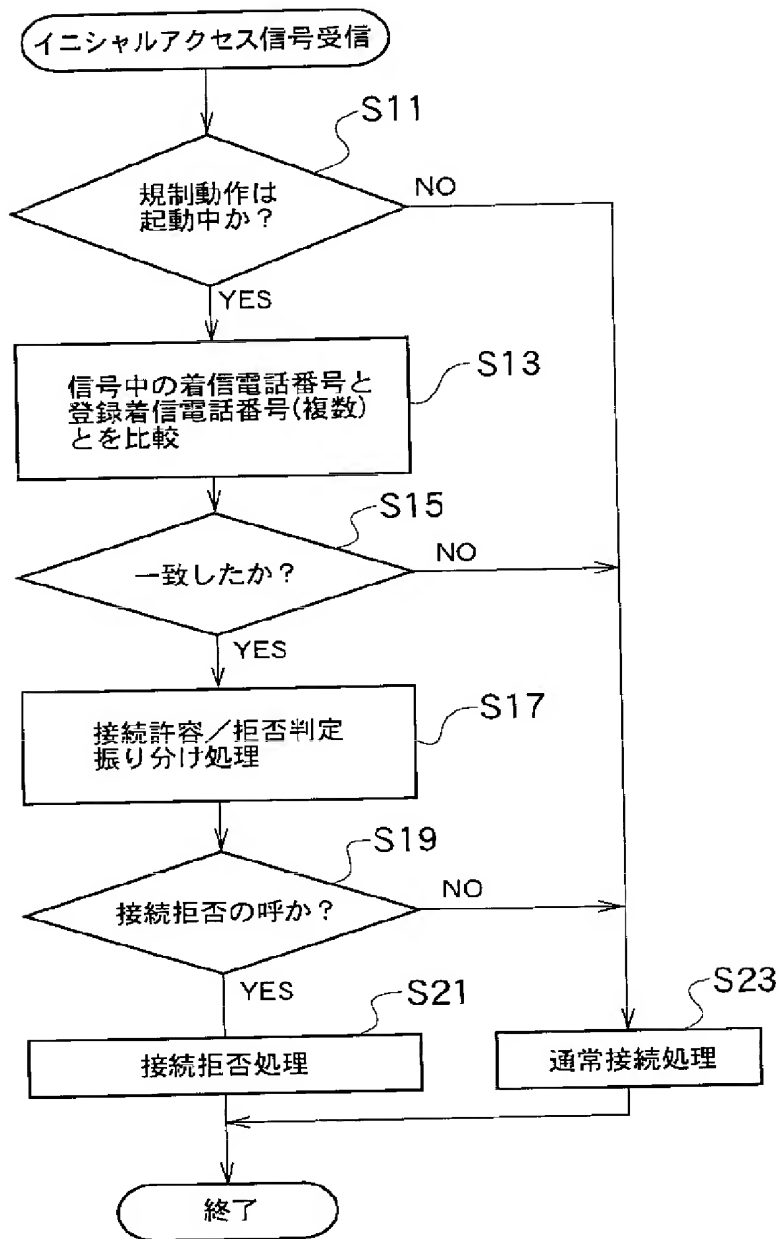 イニシャルアクセス信号受信
S11
規制動作は
起動中か?
NO
YES
S13
信号中の着信電話番号と
登録着信電話番号(複数)
とを比較
S15
一致したか?
NO
YES
S17
接続許容/拒否判定
振り分け処理
S19
接続拒否の呼か?
NO
YES
S21
接続拒否処理
S23
通常接続処理
終了